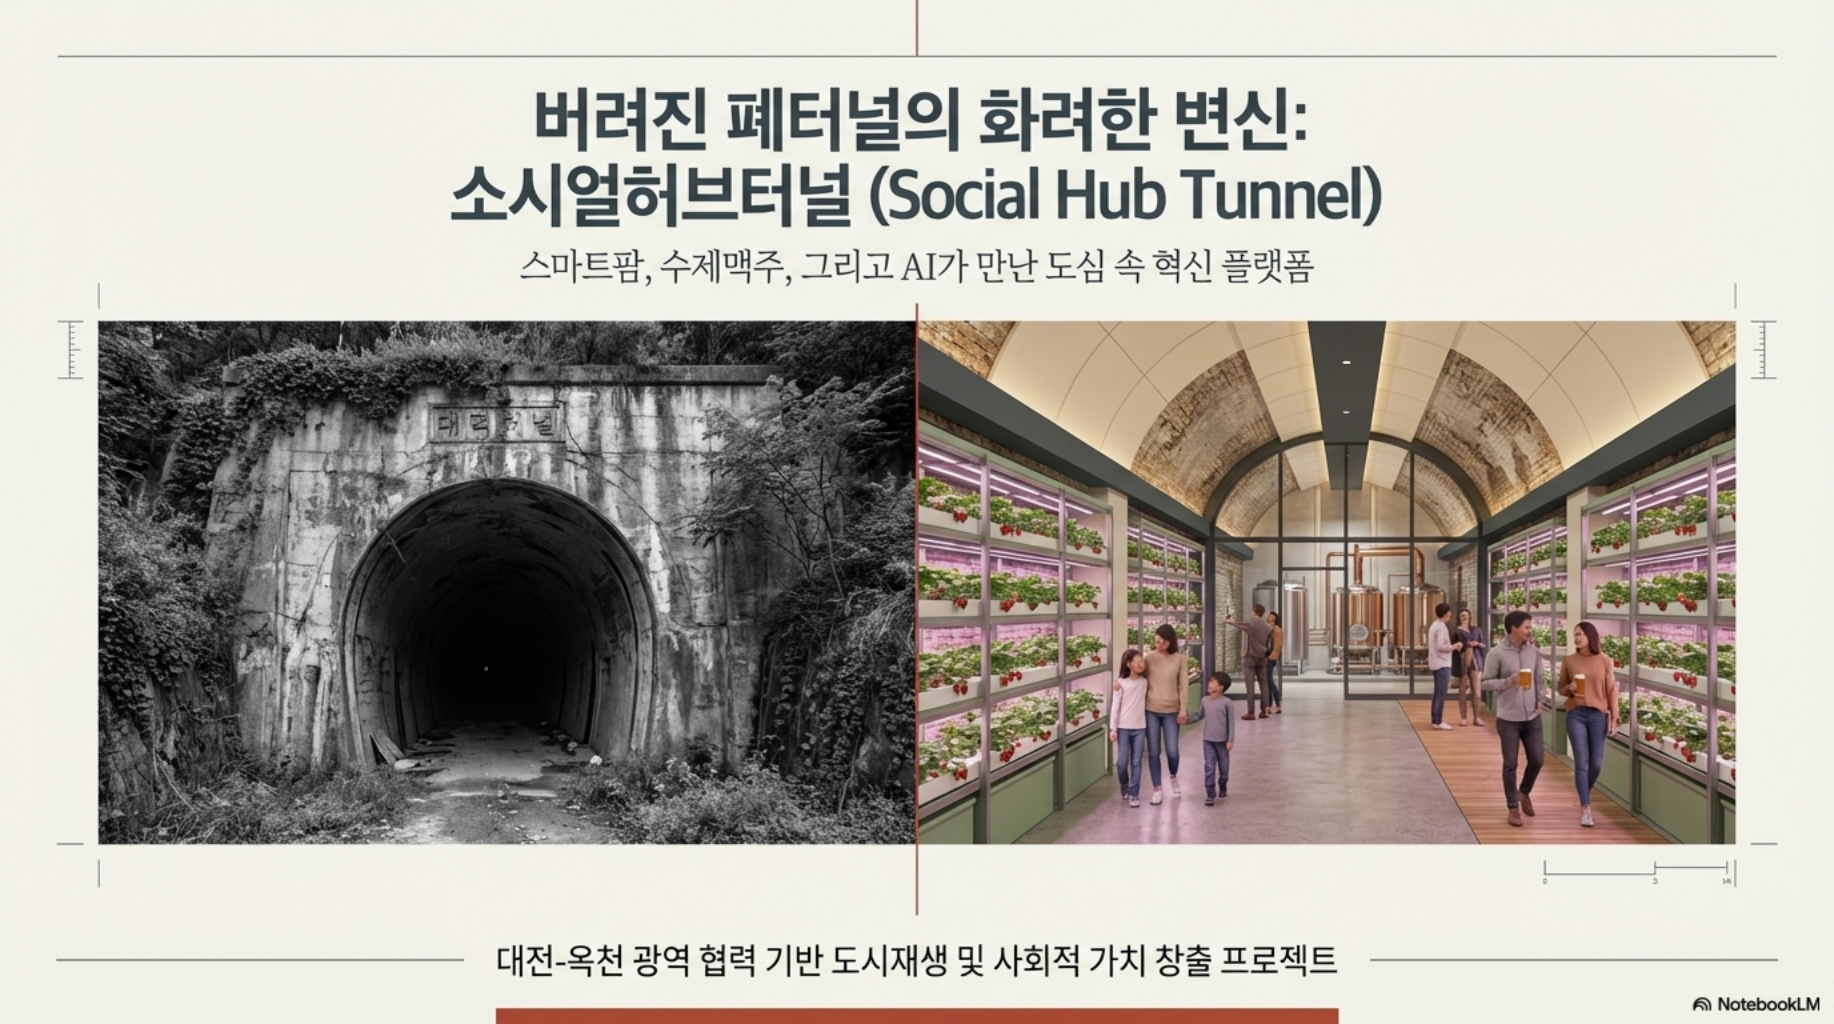 버려진 폐터널의 화려한 변신:
소시얼허브터널 (Social Hub Tunnel)
스마트팜, 수제맥주, 그리고 AI가 만난 도심 속 혁신 플랫폼
대전-옥천 광역 협력 기반 도시재생 및 사회적 가치 창출 프로젝트
NotebookLM